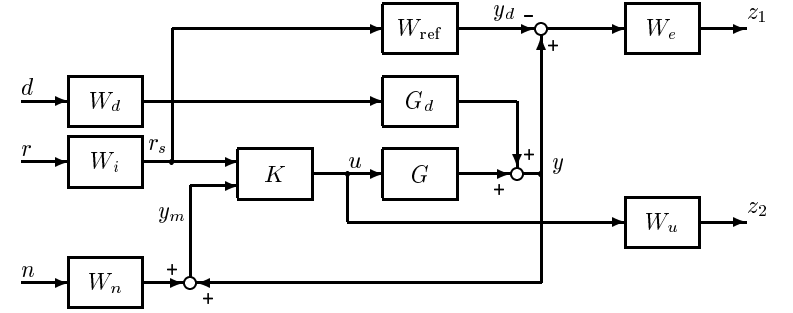 y_d - z_1
W_ref W_e
+
d W_d G_d
r W_i r_s + 
K u G y
+
y_m W_u z_2
n W_n +
+